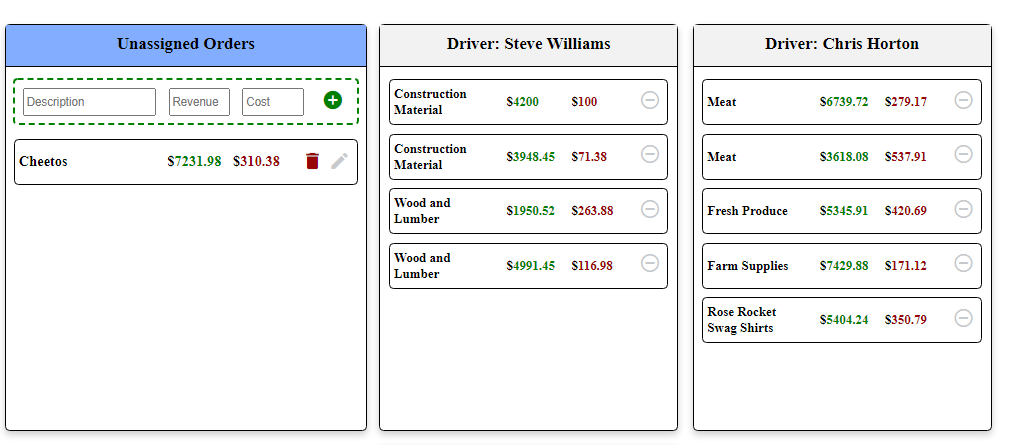 Unassigned Orders
Description Revenue Cost
Cheetos $7231.98 $310.38
Driver: Steve Williams
Construction
Material $4200 $100
Construction
Material $3948.45 $71.38
Wood and
Lumber $1950.52 $263.88
Wood and
Lumber $4991.45 $116.98
Driver: Chris Horton
Meat $6739.72 $279.17
Meat $3618.08 $537.91
Fresh Produce $5345.91 $420.69
Farm Supplies $7429.88 $171.12
Rose Rocket
Swag Shirts $5404.24 $350.79